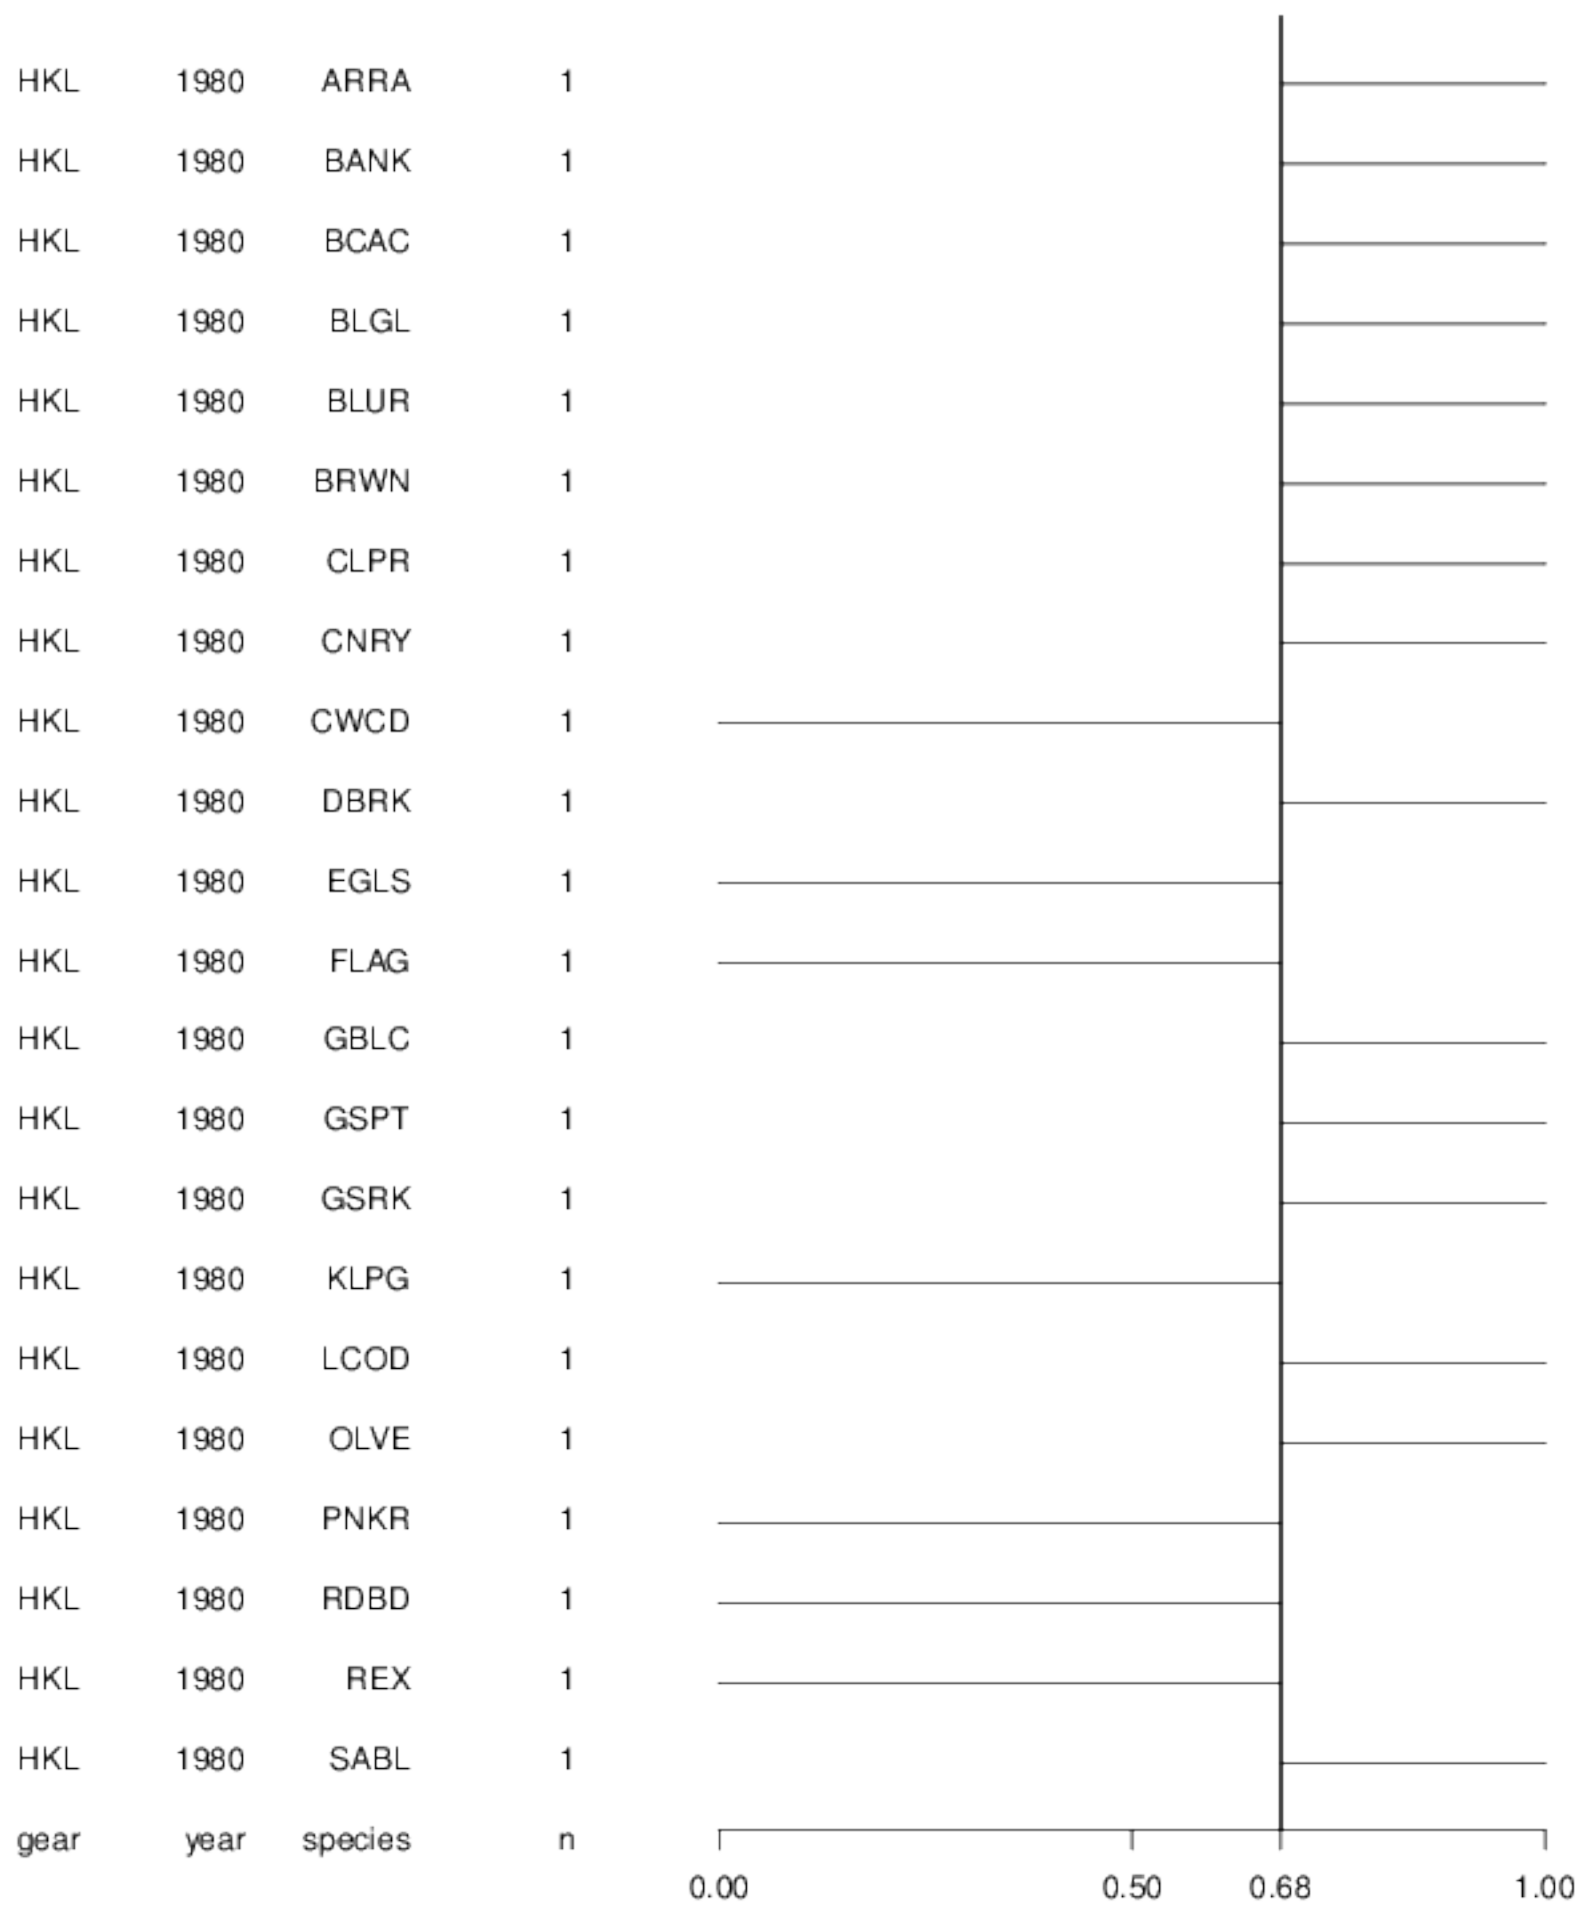 HKL 1980 ARRA 1
HKL 1980 BANK 1
HKL 1980 BCAC 1
HKL 1980 BLGL 1
HKL 1980 BLUR 1
HKL 1980 BRWN 1
HKL 1980 CLPR 1
HKL 1980 CNRY 1
HKL 1980 CWCD 1
HKL 1980 DBRK 1
HKL 1980 EGLS 1
HKL 1980 FLAG 1
HKL 1980 GBLC 1
HKL 1980 GSPT 1
HKL 1980 GSRK 1
HKL 1980 KLPG 1
HKL 1980 LCOD 1
HKL 1980 OLVE 1
HKL 1980 PNKR 1
HKL 1980 RDBD 1
HKL 1980 REX 1
HKL 1980 SABL 1
gear year species n
0.00 0.50 0.68 1.00